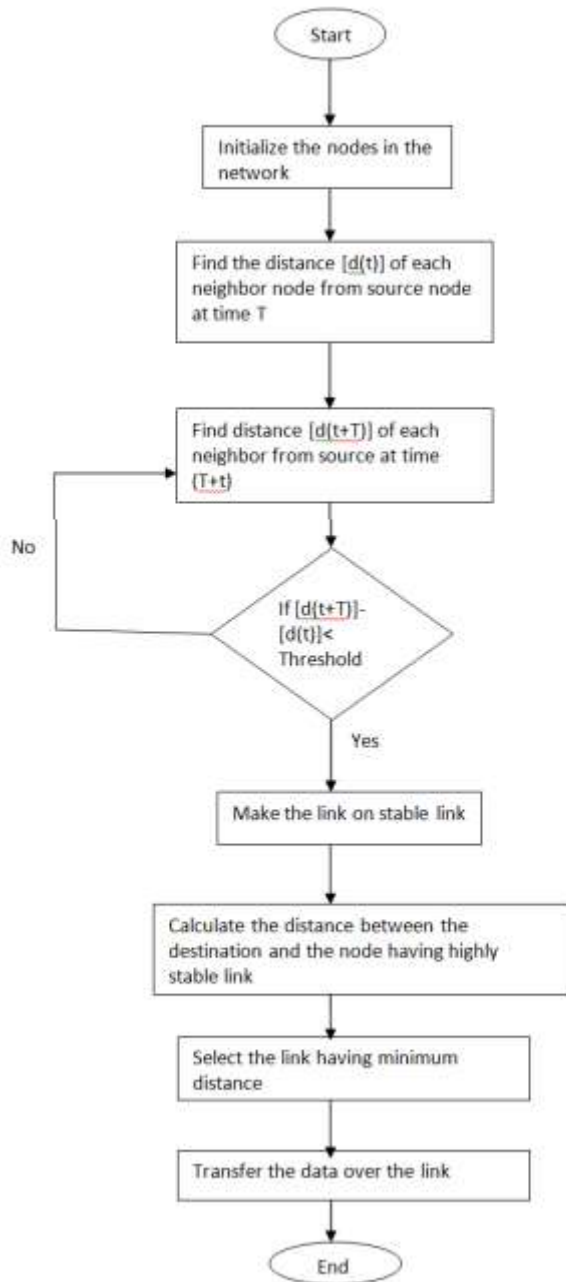 Start
Initialize the nodes in the
network
Find the distance [d(t)] of each
neighbor node from source node
at time T
Find distance [d(t+T)] of each
neighbor from source at time
(T+t)
No
If [d(t+T)]-
[d(t)]<
Threshold
Yes
Make the link on stable link
Calculate the distance between the
destination and the node having highly
stable link
Select the link having minimum
distance
Transfer the data over the link
End